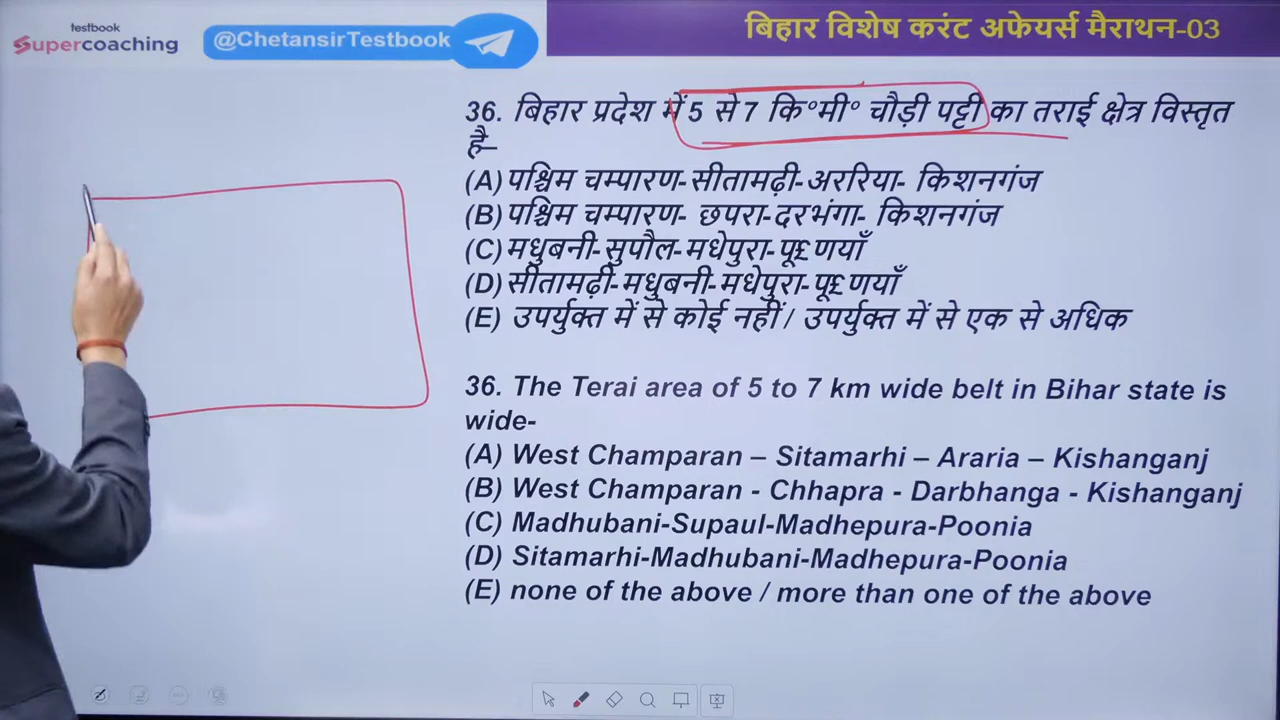 testbook
Supercoaching
@ChetansirTestbook
बिहार विशेष करंट अफेयर्स मैराथन-03
36. बिहार प्रदेश में 5 से 7 कि°मी° चौड़ी पट्टी का तराई क्षेत्र विस्तृत
है–
(A) पश्चिम चम्पारण-सीतामढ़ी-अररिया- किशनगंज
(B) पश्चिम चम्पारण- छपरा-दरभंगा- किशनगंज
(C) मधुबनी-सुपौल-मधेपुरा-पू£णयाँ
(D) सीतामढ़ी-मधुबनी-मधेपुरा-पू£णयाँ
(E) उपर्युक्त में से कोई नहीं / उपर्युक्त में से एक से अधिक
36. The Terai area of 5 to 7 km wide belt in Bihar state is
wide-
(A) West Champaran – Sitamarhi – Araria – Kishanganj
(B) West Champaran - Chhapra - Darbhanga - Kishanganj
(C) Madhubani-Supaul-Madhepura-Poonia
(D) Sitamarhi-Madhubani-Madhepura-Poonia
(E) none of the above / more than one of the above